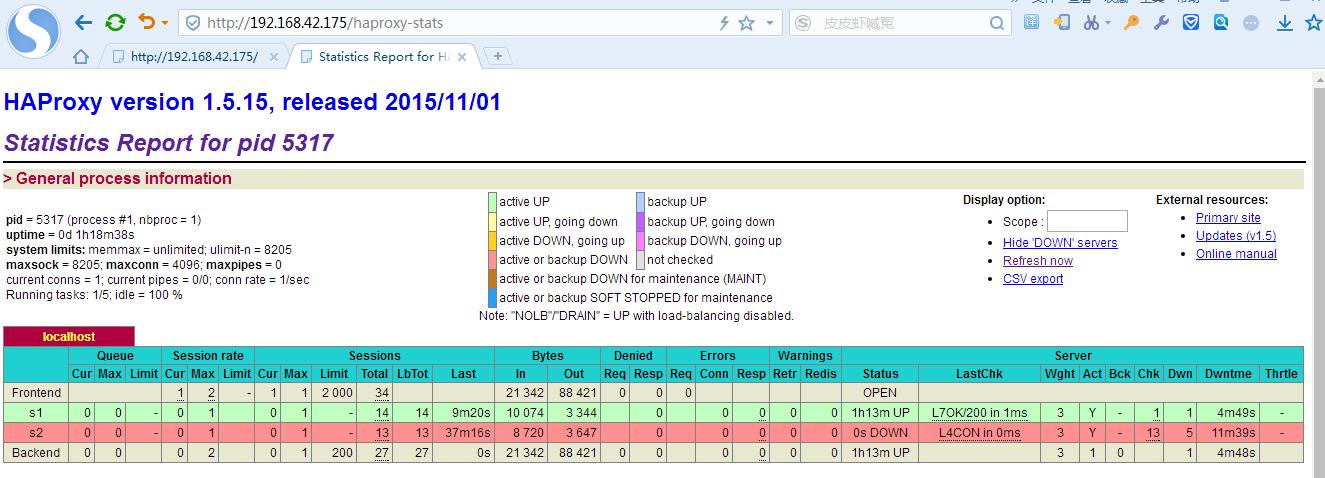 文件 查看 收藏 工具 帮助
http://192.168.42.175/haproxy-stats
皮皮虾喊冤
http://192.168.42.175/
Statistics Report for HA
HAProxy version 1.5.15, released 2015/11/01
Statistics Report for pid 5317
> General process information
pid = 5317 (process #1, nbproc = 1)
uptime = 0d 1h18m38s
system limits: memmax = unlimited; ulimit-n = 8205
maxsock = 8205; maxconn = 4096; maxpipes = 0
current conns = 1; current pipes = 0/0; conn rate = 1/sec
Running tasks: 1/5; idle = 100 %
active UP backup UP
active UP, going down backup UP, going down
active DOWN, going up backup DOWN, going up
active or backup DOWN not checked
active or backup DOWN for maintenance (MAINT)
active or backup SOFT STOPPED for maintenance
Note: "NOLB"/"DRAIN" = UP with load-balancing disabled.
Display option:
Scope :
Hide 'DOWN' servers
Refresh now
CSV export
External resources:
Primary site
Updates (v1.5)
Online manual
localhost
Queue Session rate Sessions Bytes Denied Errors Warnings Server
Cur Max Limit Cur Max Limit Cur Max Limit Total LbTot Last In Out Req Resp Req Conn Resp Retr Redis Status LastChk Wght Act Bck Chk Dwn Dwntme Thrtle
Frontend 1 2 - 1 1 2 000 34 21 342 88 421 0 0 0 OPEN
s1 0 0 - 0 1 0 1 - 14 14 9m20s 10 074 3 344 0 0 0 0 0 1h13m UP L7OK/200 in 1ms 3 Y - 1 1 4m49s -
s2 0 0 - 0 1 0 1 - 13 13 37m16s 8 720 3 647 0 0 0 0 0 0s DOWN L4CON in 0ms 3 Y - 13 5 11m39s -
Backend 0 0 0 2 0 1 200 27 27 0s 21 342 88 421 0 0 0 0 0 0 1h13m UP 3 1 0 1 4m48s